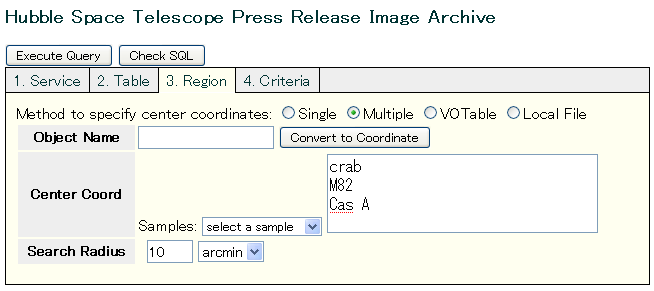 Hubble Space Telescope Press Release Image Archive
Execute Query Check SQL
1. Service 2. Table 3. Region 4. Criteria
Method to specify center coordinates: Single Multiple VOTable Local File
Object Name Convert to Coordinate
crab
M82
Center Coord
Cas A
Samples: select a sample
Search Radius 10 arcmin